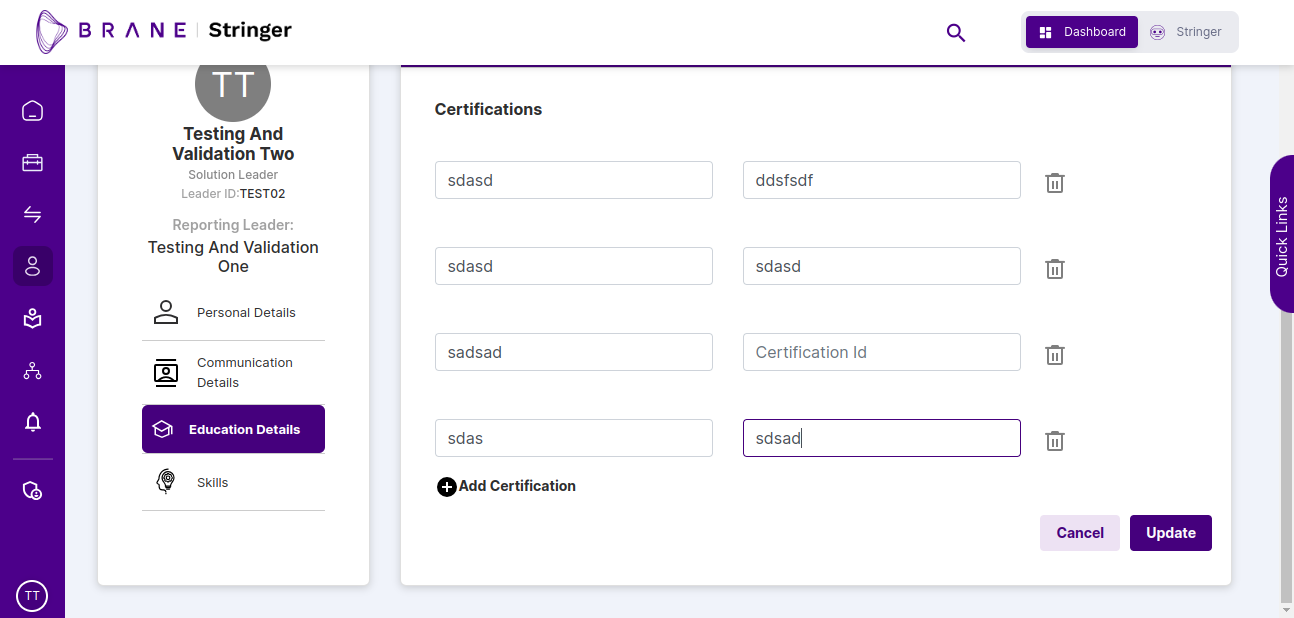 BRANE | Stringer
Dashboard
Stringer
TT
Testing And
Validation Two
Solution Leader
Leader ID:TEST02
Reporting Leader:
Testing And Validation
One
Personal Details
Communication
Details
Education Details
Skills
Certifications
sdasd
ddsfsdf
sdasd
sdasd
sadsad
Certification Id
sdas
sdsad
Add Certification
Cancel
Update
Quick Links
TT